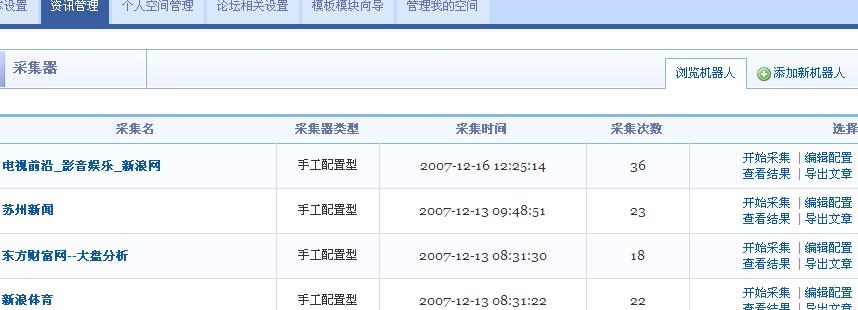 本设置 资讯管理 个人空间管理 论坛相关设置 模板模块向导 管理我的空间
采集器 浏览机器人 添加新机器人
采集名 采集器类型 采集时间 采集次数 选择
电视前沿_影音娱乐_新浪网 手工配置型 2007-12-16 12:25:14 36 开始采集 | 编辑配置
查看结果 | 导出文章
苏州新闻 手工配置型 2007-12-13 09:48:51 23 开始采集 | 编辑配置
查看结果 | 导出文章
东方财富网--大盘分析 手工配置型 2007-12-13 08:31:30 18 开始采集 | 编辑配置
查看结果 | 导出文章
新浪体育 手工配置型 2007-12-13 08:31:22 22 开始采集 | 编辑配置
查看结果 | 导出文章